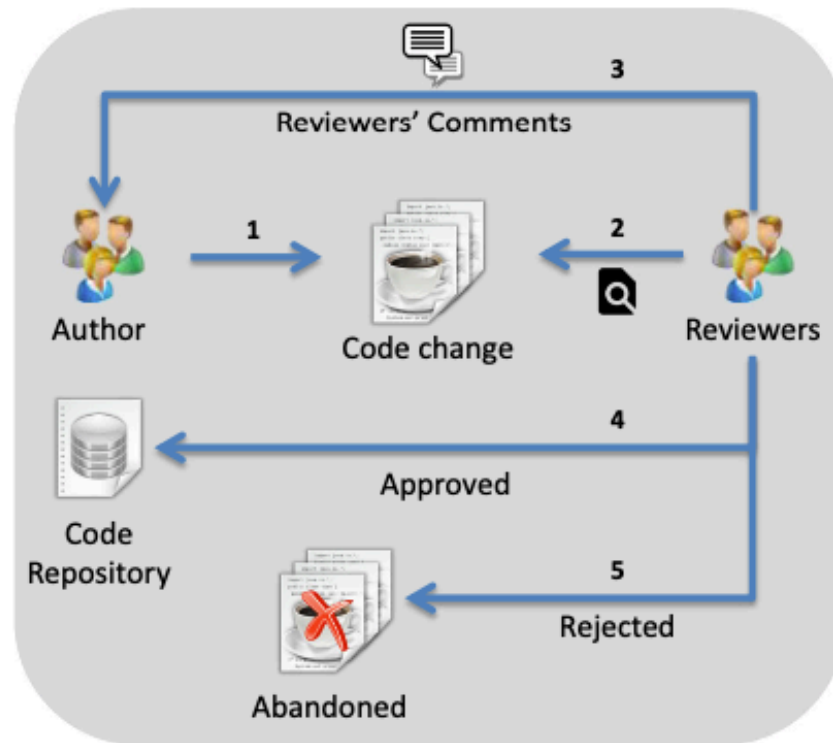 3
Reviewers' Comments
1
2
Author
Code change
Reviewers
4
Approved
Code
Repository
5
Rejected
Abandoned